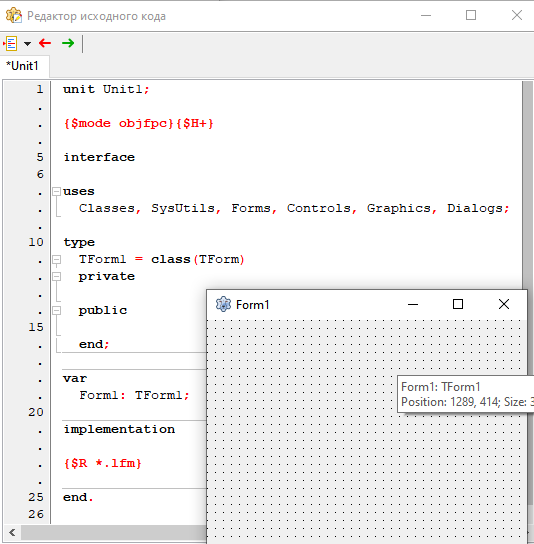 Редактор исходного кода
*Unit1
1 unit Unit1;
.
. {$mode objfpc}{$H+}
.
5 interface
6
. uses
. Classes, SysUtils, Forms, Controls, Graphics, Dialogs;
.
10 type
. TForm1 = class(TForm)
. private
.
. public
15
. end;
.
. var
. Form1: TForm1;
20
. implementation
.
. {$R *.lfm}
.
25 end.
26
Form1
Form1: TForm1
Position: 1289, 414; Size: 3